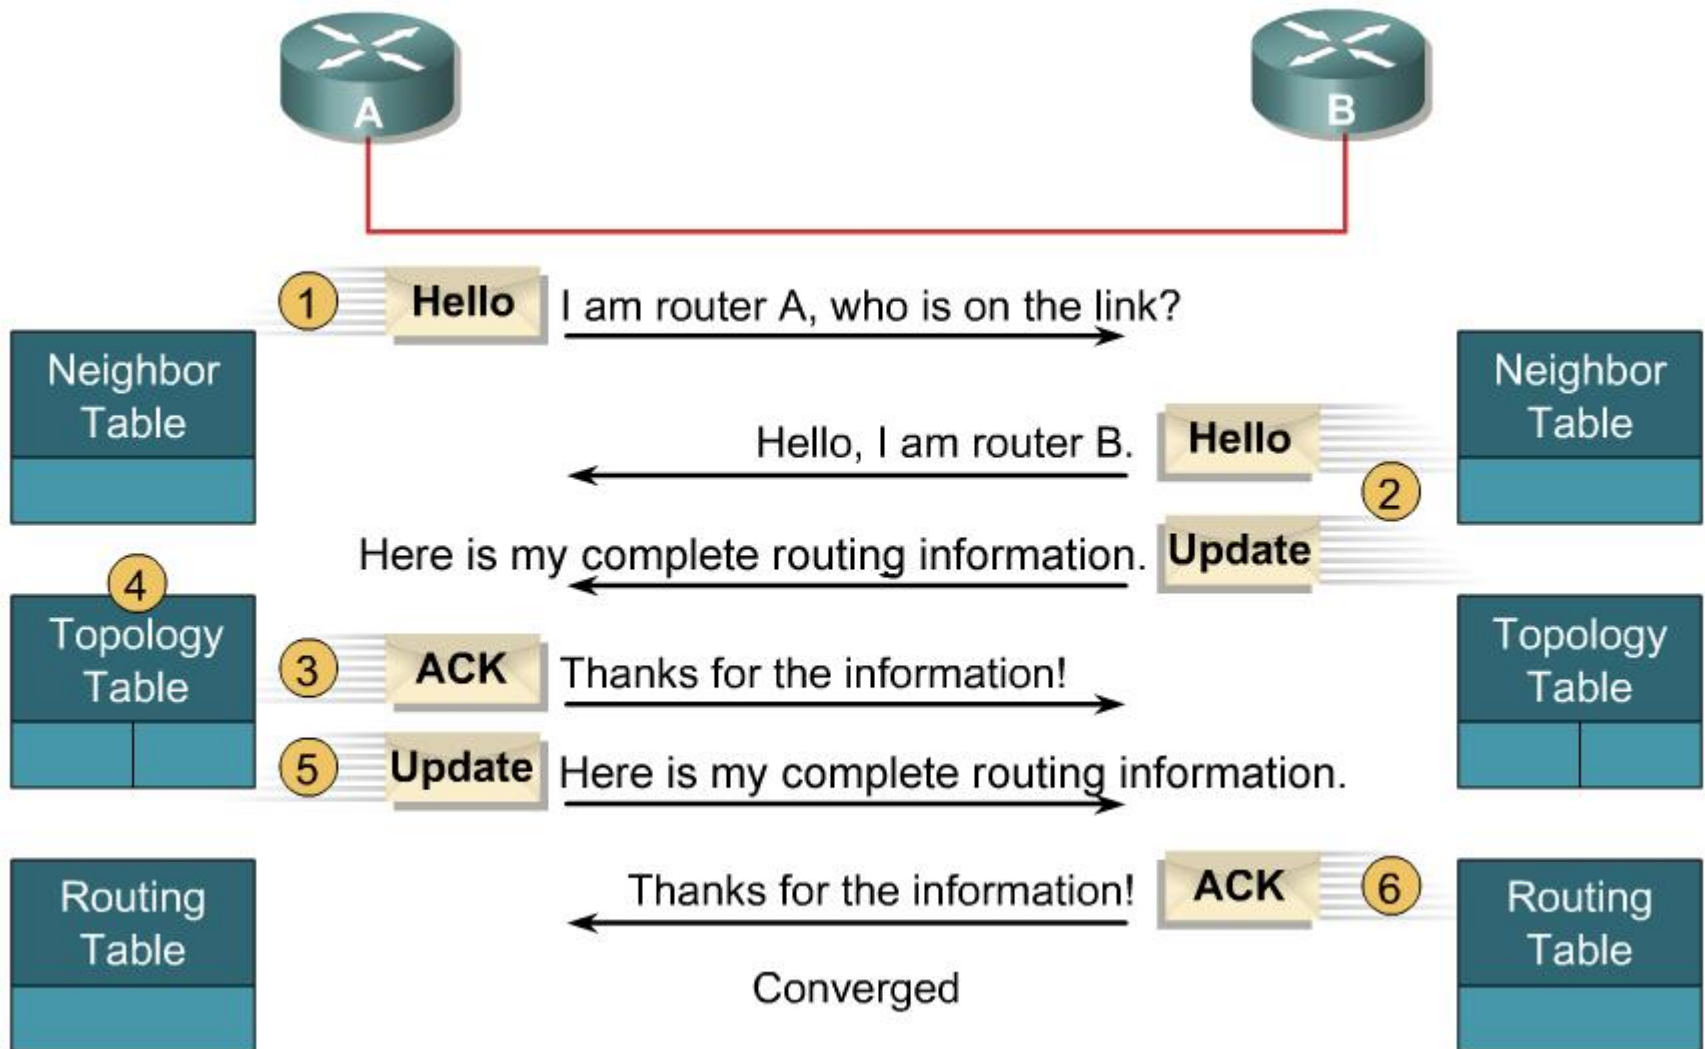 A
B
1
Hello
I am router A, who is on the link?
Neighbor
Table
Neighbor
Table
Hello, I am router B.
Hello
2
Here is my complete routing information.
Update
4
Topology
Table
3
ACK
Thanks for the information!
Topology
Table
5
Update
Here is my complete routing information.
Routing
Table
Thanks for the information!
ACK
6
Routing
Table
Converged